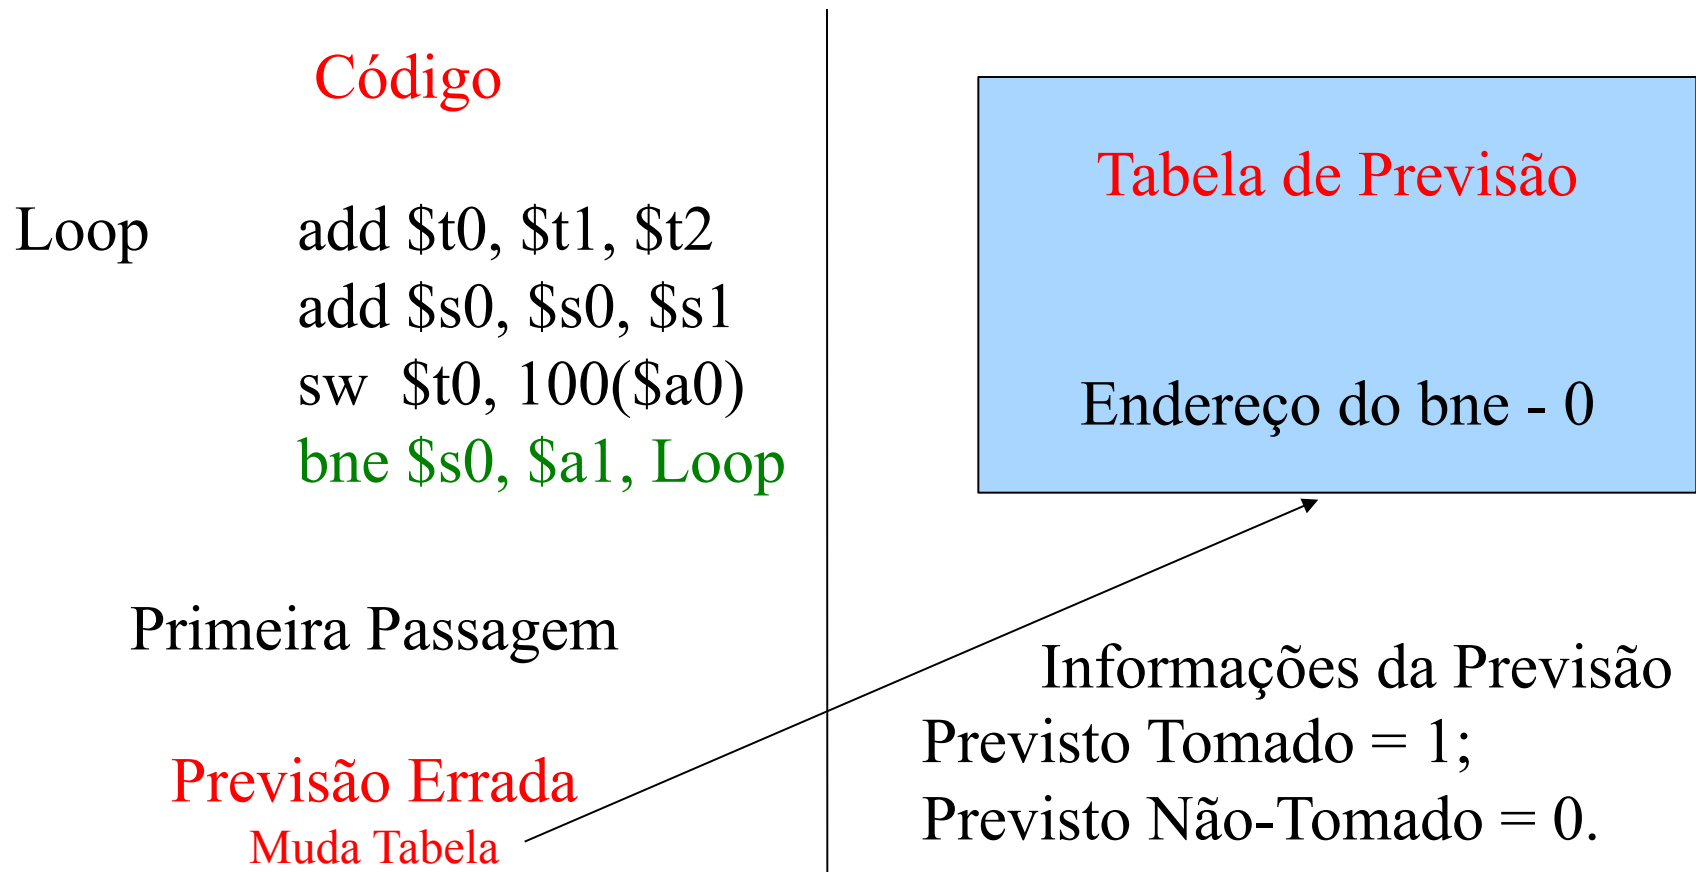 Código
Loop add $t0, $t1, $t2
add $s0, $s0, $s1
sw $t0, 100($a0)
bne $s0, $a1, Loop
Primeira Passagem
Previsão Errada
Muda Tabela
Tabela de Previsão
Endereço do bne - 0
Informações da Previsão
Previsto Tomado = 1;
Previsto Não-Tomado = 0.